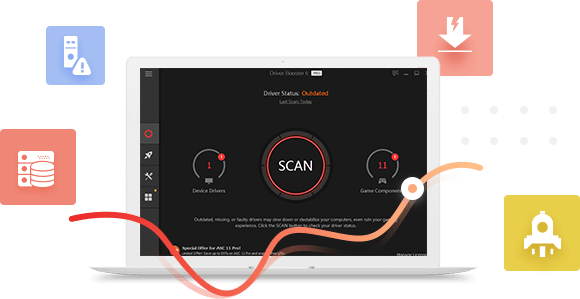 Driver Booster 6 PRO
Driver Status: Outdated
Last Scan: Today
1
SCAN
11
Device Drivers
Game Components
Outdated, missing, or faulty drivers may slow down or destabilize your computers, even ruin your gaming
experience. Click the SCAN button to check your driver status.
Special Offer for ASC 11 Pro!
Limited Offer: Save up to 80% on ASC 11 Pro and
Manage License